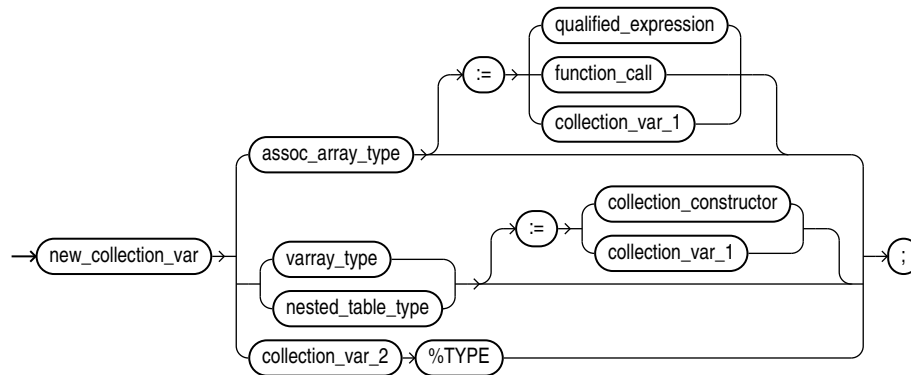 qualified_expression
:=
function_call
collection_var_1
assoc_array_type
collection_constructor
:=
new_collection_var
varray_type
collection_var_1
;
nested_table_type
collection_var_2
%TYPE